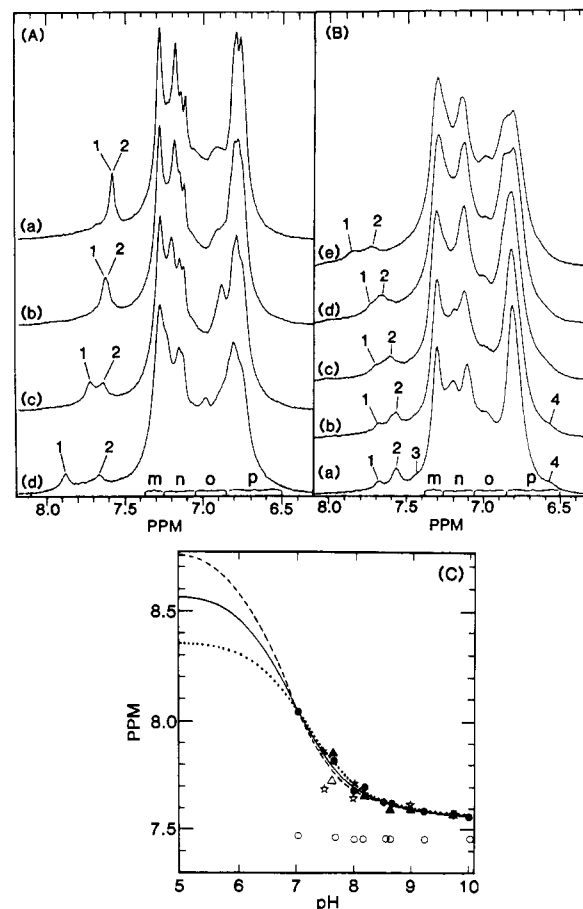 (A)
1 2
(a)
1 2
(b)
1 2
(c)
1 2
(d)
m n o p
8.0 7.5 7.0 6.5
PPM
(B)
1 2
(e)
1 2
(d)
1 2
(c)
1 2 4
(b)
1 2 3 4
(a)
m n o p
8.0 7.5 7.0 6.5
PPM
(C)
8.5
8.0
7.5
PPM
5 6 7 8 9 10
pH